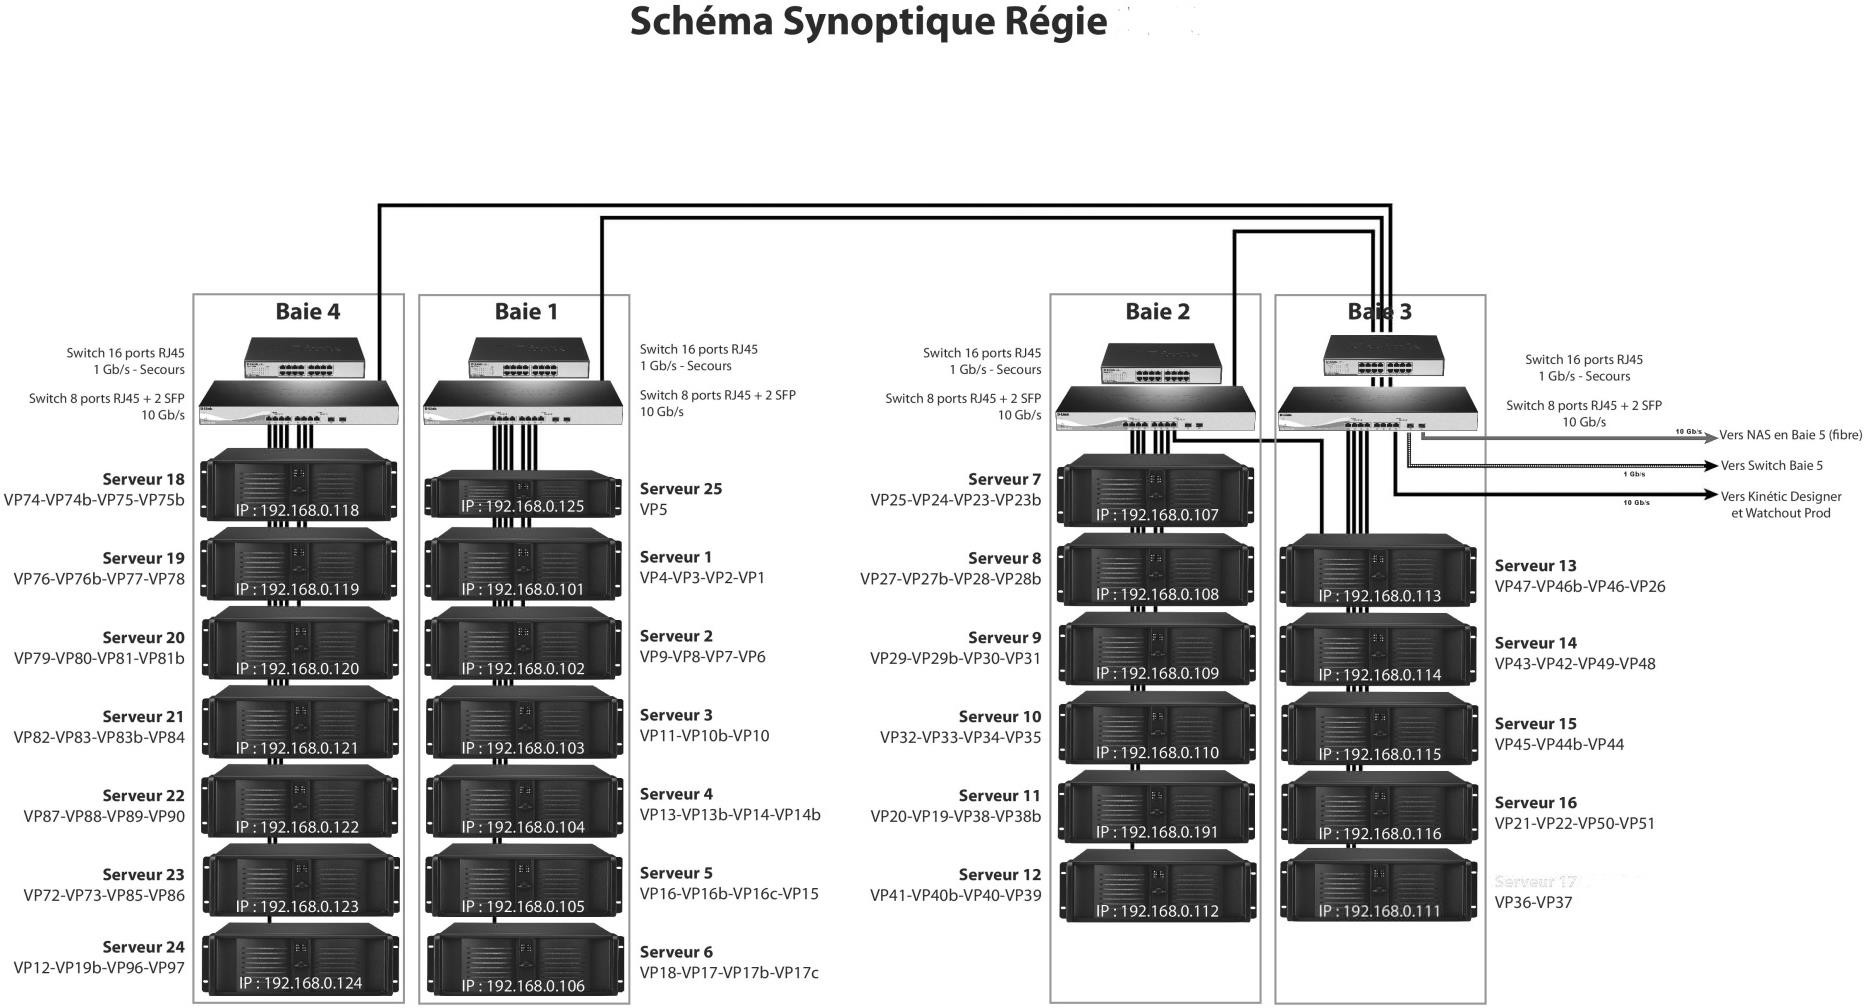 Schéma Synoptique Régie
Baie 4
Switch 16 ports RJ45
1 Gb/s - Secours
Switch 8 ports RJ45 + 2 SFP
10 Gb/s
Serveur 18
VP74-VP74b-VP75-VP75b
IP : 192.168.0.118
Serveur 19
VP76-VP76b-VP77-VP78
IP : 192.168.0.119
Serveur 20
VP79-VP80-VP81-VP81b
IP : 192.168.0.120
Serveur 21
VP82-VP83-VP83b-VP84
IP : 192.168.0.121
Serveur 22
VP87-VP88-VP89-VP90
IP : 192.168.0.122
Serveur 23
VP72-VP73-VP85-VP86
IP : 192.168.0.123
Serveur 24
VP12-VP19b-VP96-VP97
IP : 192.168.0.124
Baie 1
Switch 16 ports RJ45
1 Gb/s - Secours
Switch 8 ports RJ45 + 2 SFP
10 Gb/s
IP : 192.168.0.125
Serveur 25
VP5
IP : 192.168.0.101
Serveur 1
VP4-VP3-VP2-VP1
IP : 192.168.0.102
Serveur 2
VP9-VP8-VP7-VP6
IP : 192.168.0.103
Serveur 3
VP11-VP10b-VP10
IP : 192.168.0.104
Serveur 4
VP13-VP13b-VP14-VP14b
IP : 192.168.0.105
Serveur 5
VP16-VP16b-VP16c-VP15
IP : 192.168.0.106
Serveur 6
VP18-VP17-VP17b-VP17c
Baie 2
Switch 16 ports RJ45
1 Gb/s - Secours
Switch 8 ports RJ45 + 2 SFP
10 Gb/s
Serveur 7
VP25-VP24-VP23-VP23b
IP : 192.168.0.107
Serveur 8
VP27-VP27b-VP28-VP28b
IP : 192.168.0.108
Serveur 9
VP29-VP29b-VP30-VP31
IP : 192.168.0.109
Serveur 10
VP32-VP33-VP34-VP35
IP : 192.168.0.110
Serveur 11
VP20-VP19-VP38-VP38b
IP : 192.168.0.191
Serveur 12
VP41-VP40b-VP40-VP39
IP : 192.168.0.112
Baie 3
Switch 16 ports RJ45
1 Gb/s - Secours
Switch 8 ports RJ45 + 2 SFP
10 Gb/s
10 Gb/s
Vers NAS en Baie 5 (fibre)
1 Gb/s
Vers Switch Baie 5
10 Gb/s
Vers Kinétic Designer
et Watchout Prod
IP : 192.168.0.113
Serveur 13
VP47-VP46b-VP46-VP26
IP : 192.168.0.114
Serveur 14
VP43-VP42-VP49-VP48
IP : 192.168.0.115
Serveur 15
VP45-VP44b-VP44
IP : 192.168.0.116
Serveur 16
VP21-VP22-VP50-VP51
IP : 192.168.0.111
Serveur 17
VP36-VP37